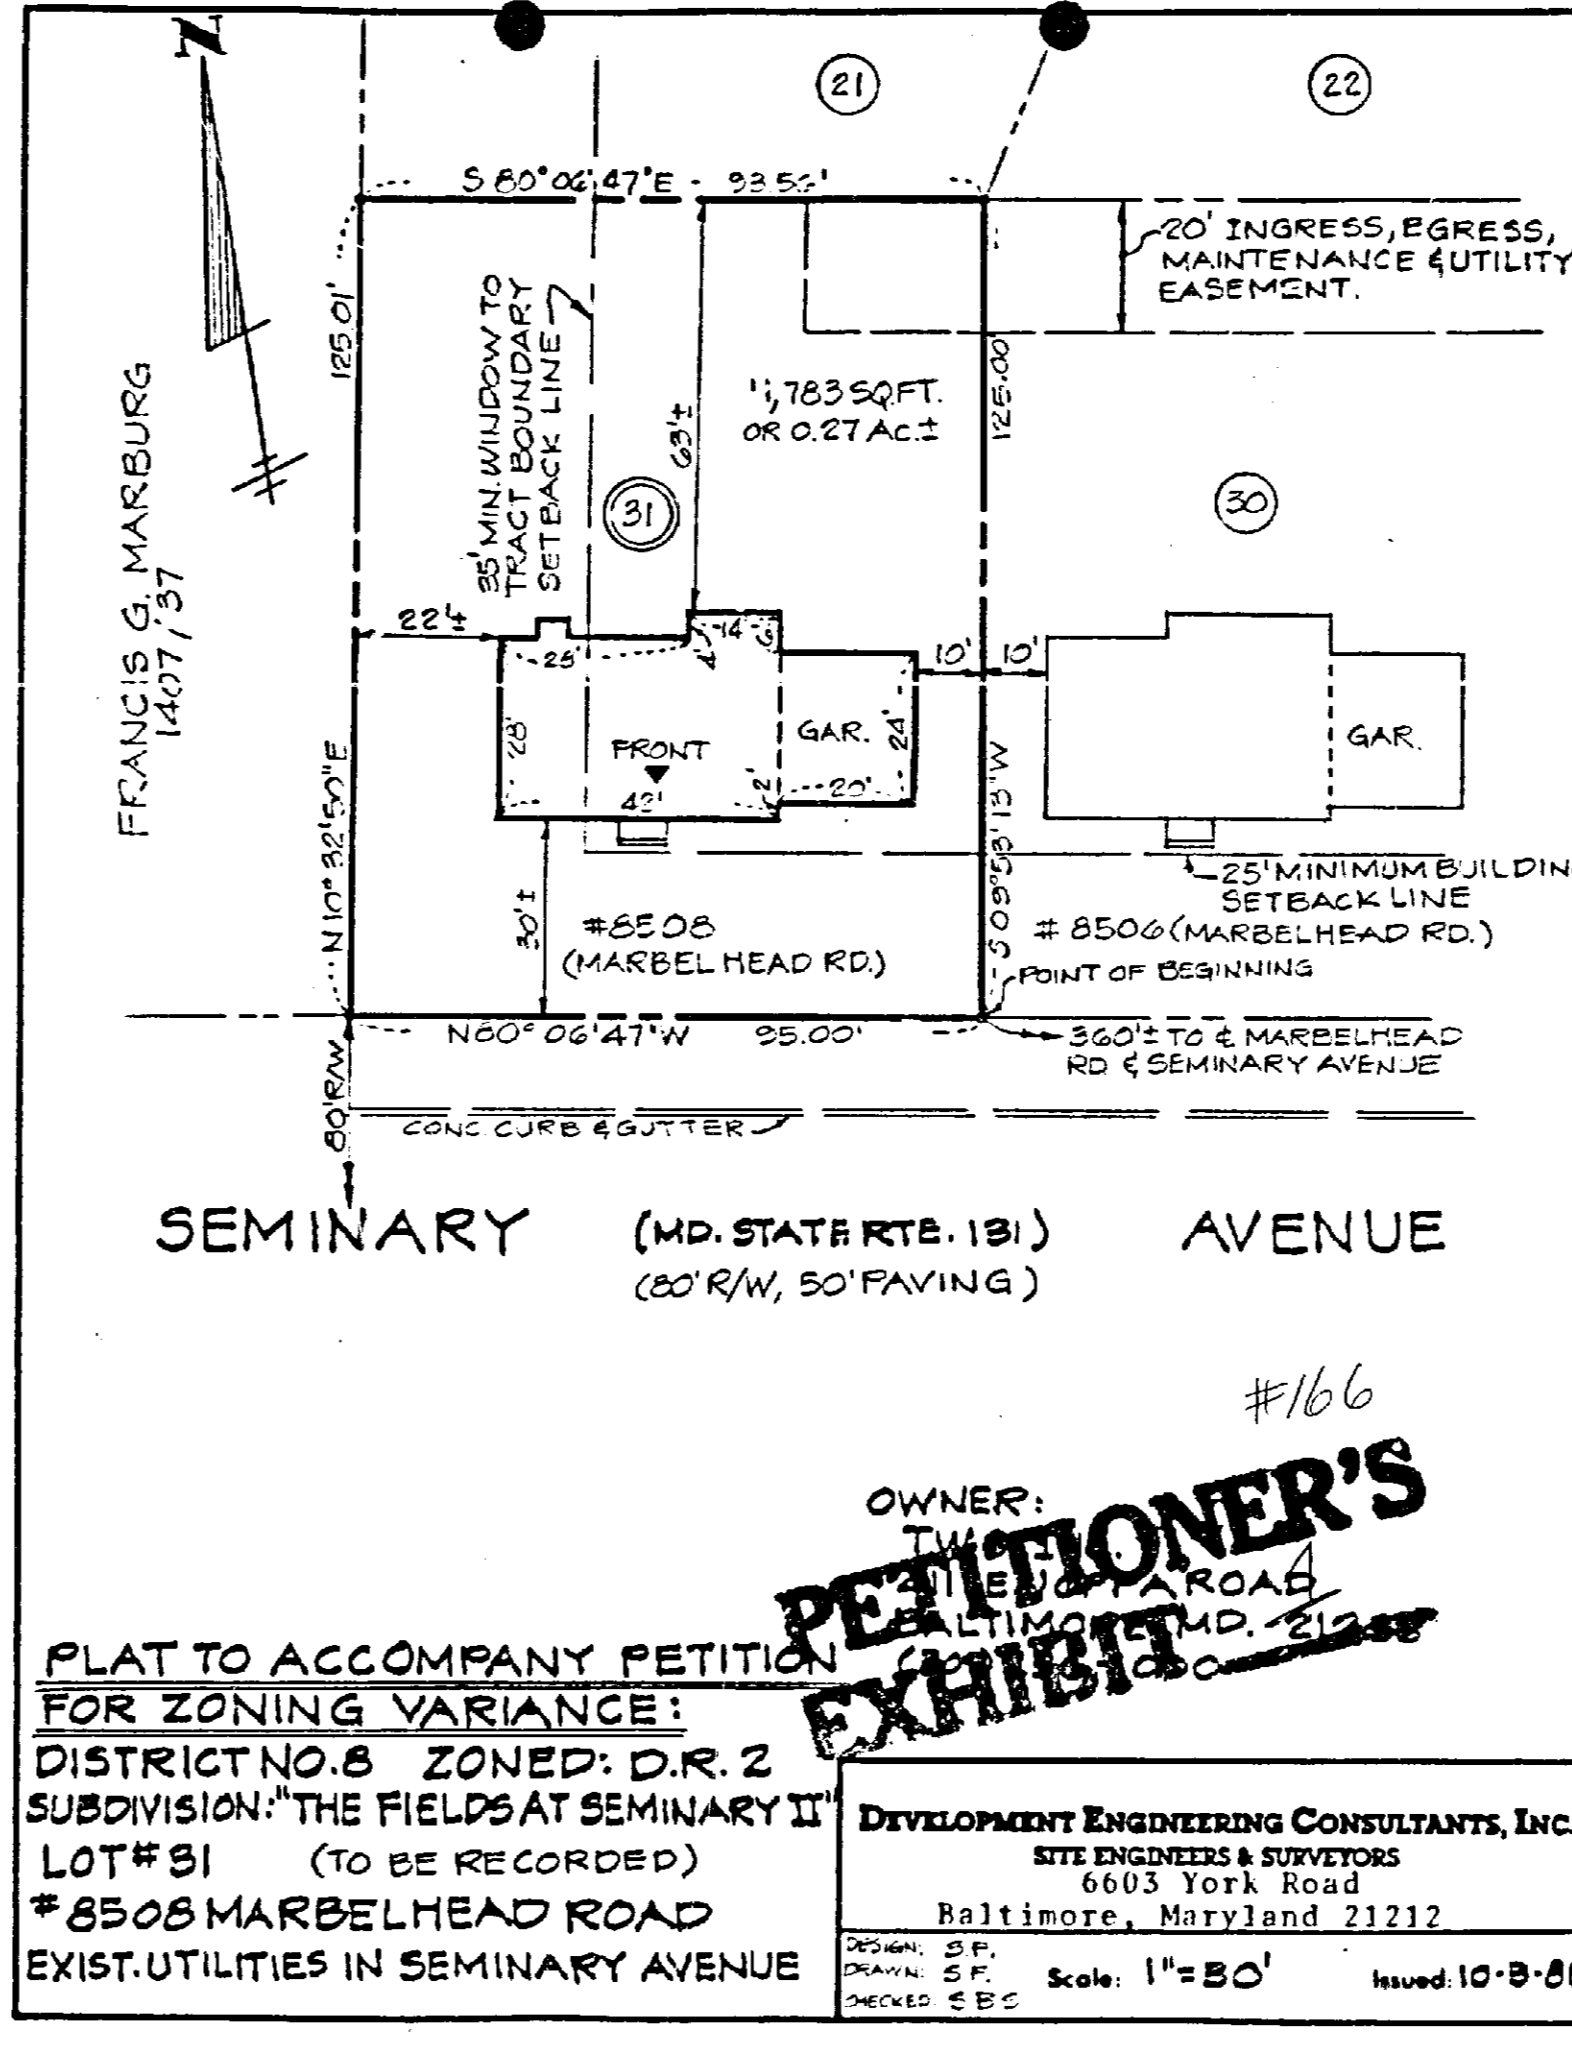 N
21
22
S 80° 06' 47" E - 93.56'
20' INGRESS, EGRESS,
MAINTENANCE & UTILITY
EASEMENT.
125.01'
35' MIN. WINDOW TO
TRACT BOUNDARY
SETBACK LINE
63'±
11,783 SQ.FT.
OR 0.27 AC.±
125.00'
FRANCIS G. MARBURG
1407 / 37
31
30
22'±
25'
14'
6'
4'
10'
10'
28'
FRONT
GAR.
24'
GAR.
42'
2'
20'
N 10° 32' 50" E
S 09° 53' 13" W
25' MINIMUM BUILDIN
SETBACK LINE
30'±
#8508
(MARBELHEAD RD.)
# 8506 (MARBELHEAD RD.)
POINT OF BEGINNING
N80° 06' 47" W 95.00'
360'± TO ℄ MARBELHEAD
RD & SEMINARY AVENUE
80' R/W
CONC. CURB & GUTTER
SEMINARY (MD. STATE RTE. 131) AVENUE
(80' R/W, 50' PAVING)
#166
OWNER:
ROAD
BALTIMORE, MD.
PETITIONER'S
EXHIBIT
PLAT TO ACCOMPANY PETITION
FOR ZONING VARIANCE:
DISTRICT NO. 8 ZONED: D.R. 2
SUBDIVISION: "THE FIELDS AT SEMINARY II"
LOT # 31 (TO BE RECORDED)
# 8508 MARBELHEAD ROAD
EXIST. UTILITIES IN SEMINARY AVENUE
DEVELOPMENT ENGINEERING CONSULTANTS, INC.
SITE ENGINEERS & SURVEYORS
6603 York Road
Baltimore, Maryland 21212
DESIGN:
DRAWN:
CHECKED: SBS
Scale: 1"=30' Issued: